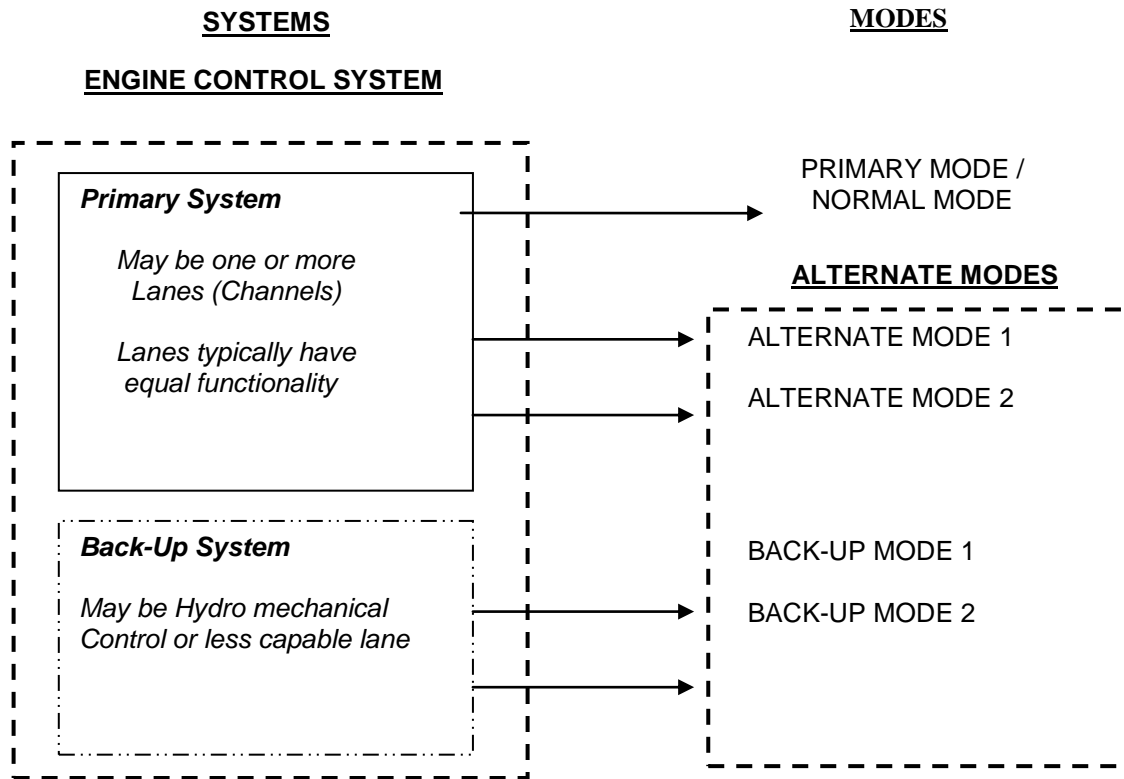 SYSTEMS
MODES
ENGINE CONTROL SYSTEM
Primary System
May be one or more
Lanes (Channels)
Lanes typically have
equal functionality
PRIMARY MODE /
NORMAL MODE
ALTERNATE MODES
ALTERNATE MODE 1
ALTERNATE MODE 2
Back-Up System
May be Hydro mechanical
Control or less capable lane
BACK-UP MODE 1
BACK-UP MODE 2